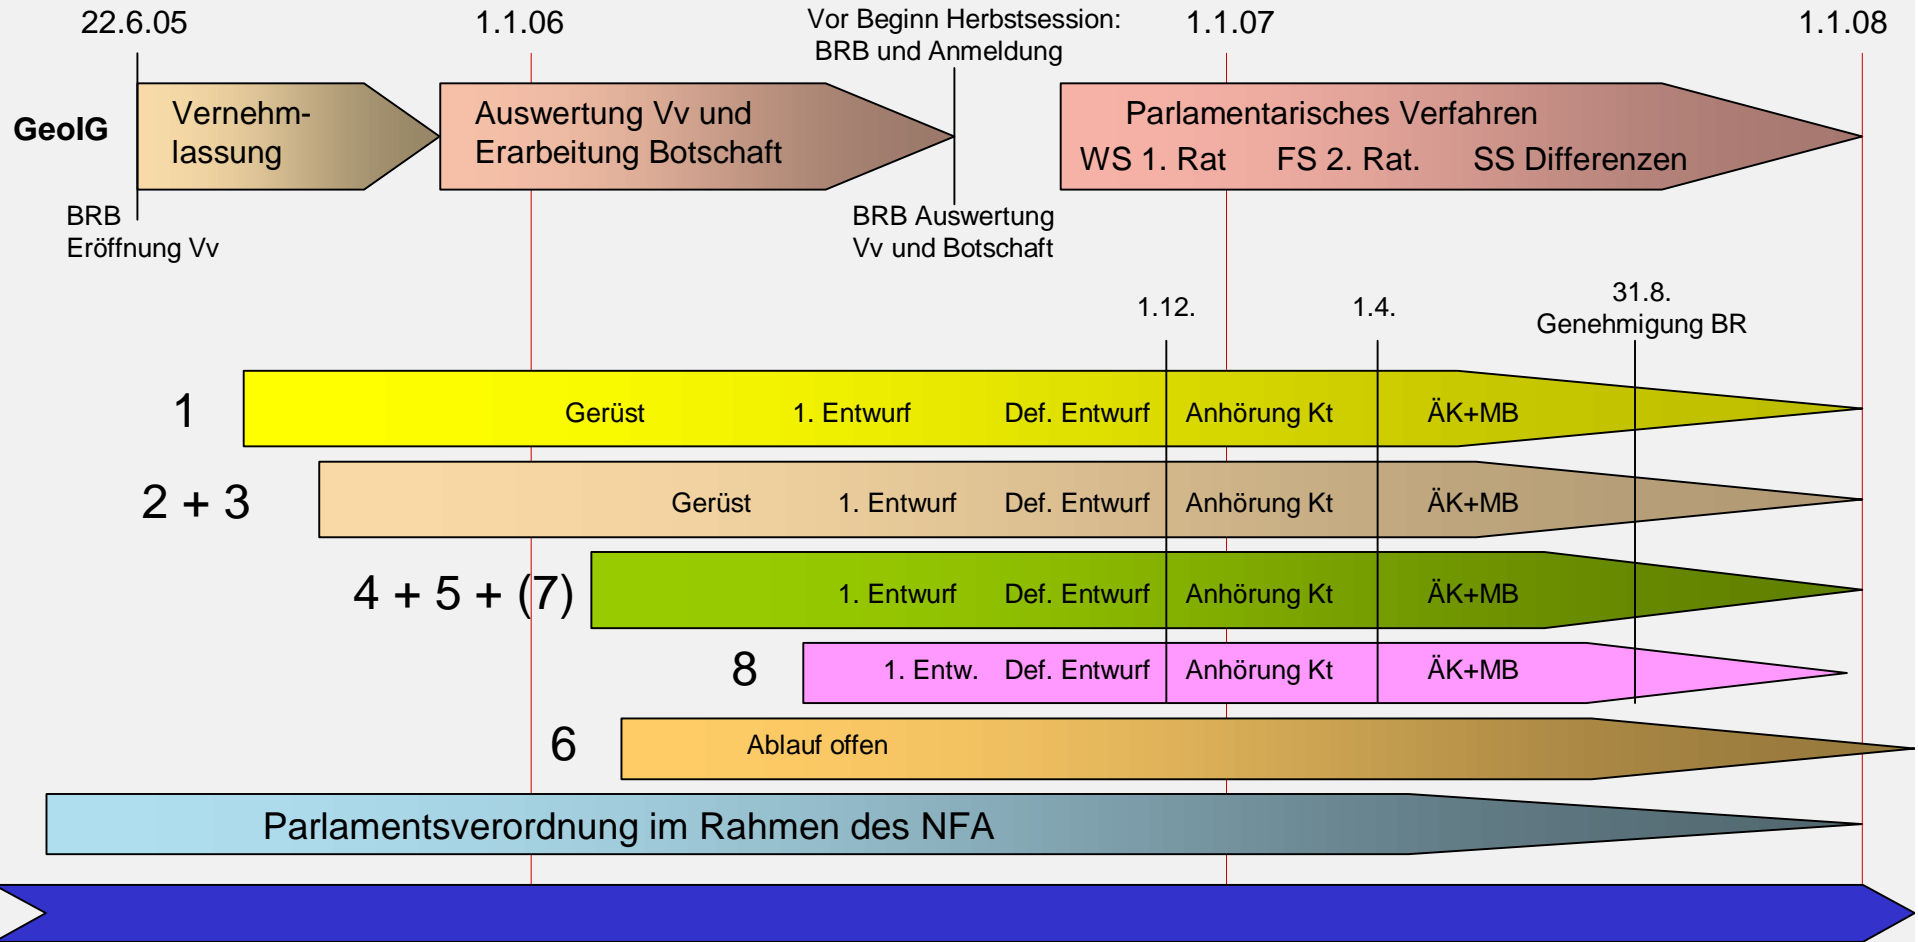 22.6.05
1.1.06
Vor Beginn Herbstsession:
BRB und Anmeldung
1.1.07
1.1.08
GeoIG
Vernehm-
lassung
Auswertung Vv und
Erarbeitung Botschaft
Parlamentarisches Verfahren
WS 1. Rat FS 2. Rat. SS Differenzen
BRB
Eröffnung Vv
BRB Auswertung
Vv und Botschaft
1.12.
1.4.
31.8.
Genehmigung BR
1 Gerüst 1. Entwurf Def. Entwurf Anhörung Kt ÄK+MB
2 + 3 Gerüst 1. Entwurf Def. Entwurf Anhörung Kt ÄK+MB
4 + 5 + (7) 1. Entwurf Def. Entwurf Anhörung Kt ÄK+MB
8 1. Entw. Def. Entwurf Anhörung Kt ÄK+MB
6 Ablauf offen
Parlamentsverordnung im Rahmen des NFA